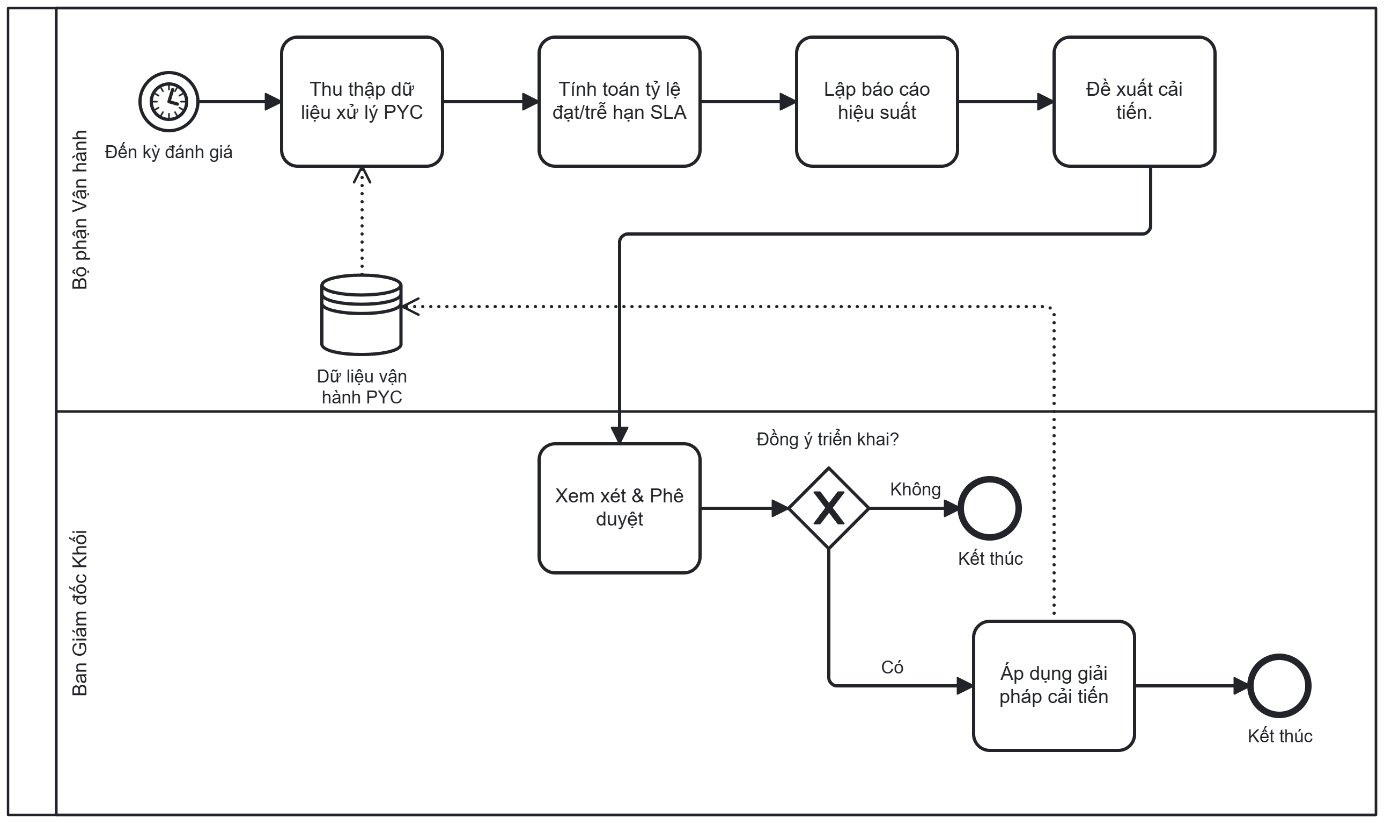 Bộ phận Vận hành
Đến kỳ đánh giá
Thu thập dữ
liệu xử lý PYC
Tính toán tỷ lệ
đạt/trễ hạn SLA
Lập báo cáo
hiệu suất
Đề xuất cải
tiến.
Dữ liệu vận
hành PYC
Ban Giám đốc Khối
Xem xét & Phê
duyệt
Đồng ý triển khai?
Không
Kết thúc
Có
Áp dụng giải
pháp cải tiến
Kết thúc